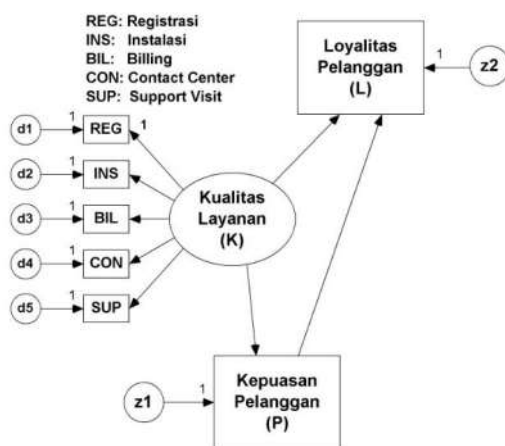 REG: Registrasi
INS: Instalasi
BIL: Billing
CON: Contact Center
SUP: Support Visit
Loyalitas
Pelanggan
(L)
1
z2
d1
1
REG
1
d2
1
INS
d3
1
BIL
d4
1
CON
d5
1
SUP
Kualitas
Layanan
(K)
z1
1
Kepuasan
Pelanggan
(P)